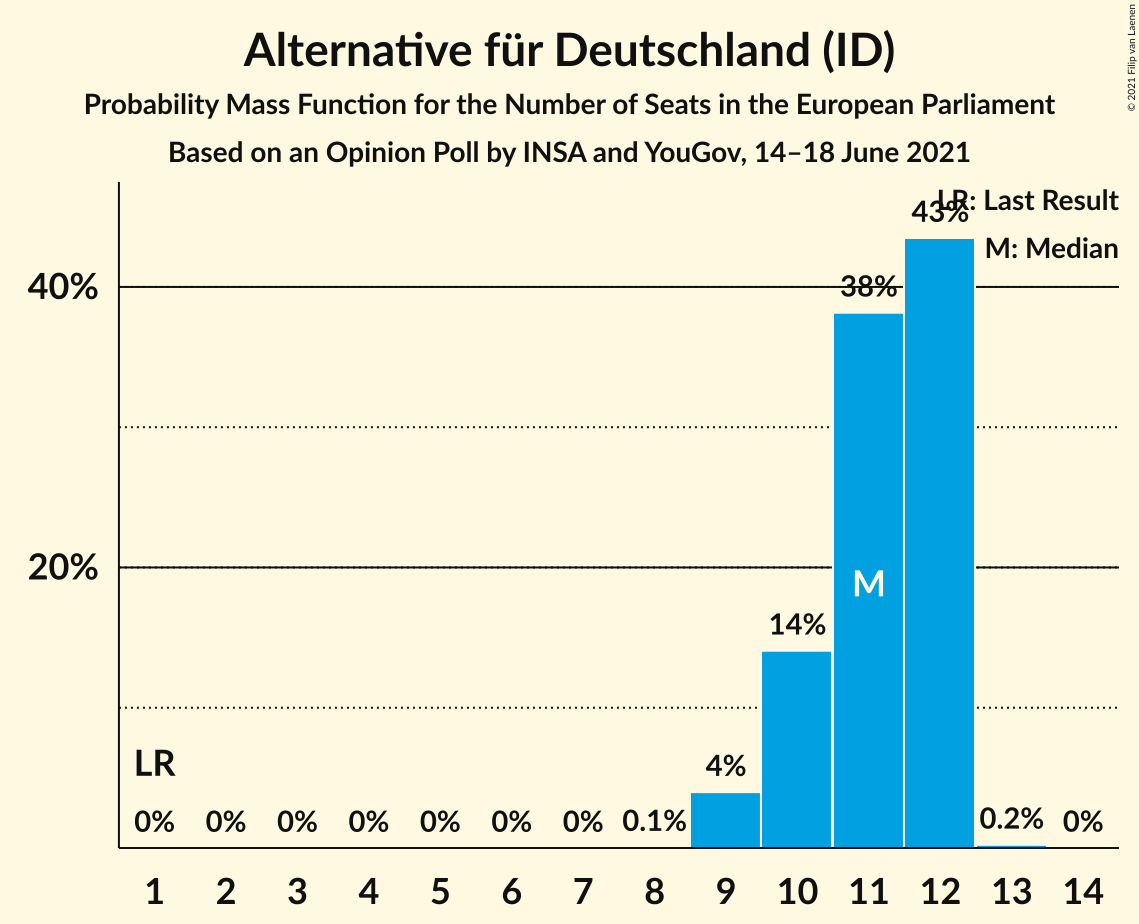 Alternative für Deutschland (ID)
Probability Mass Function for the Number of Seats in the European Parliament
Based on an Opinion Poll by INSA and YouGov, 14–18 June 2021
© 2021 Filip van Laenen
LR: Last Result
M: Median
43%
38%
40%
20%
M
14%
LR
4%
0% 0% 0% 0% 0% 0% 0% 0.1% 0.2% 0%
1 2 3 4 5 6 7 8 9 10 11 12 13 14